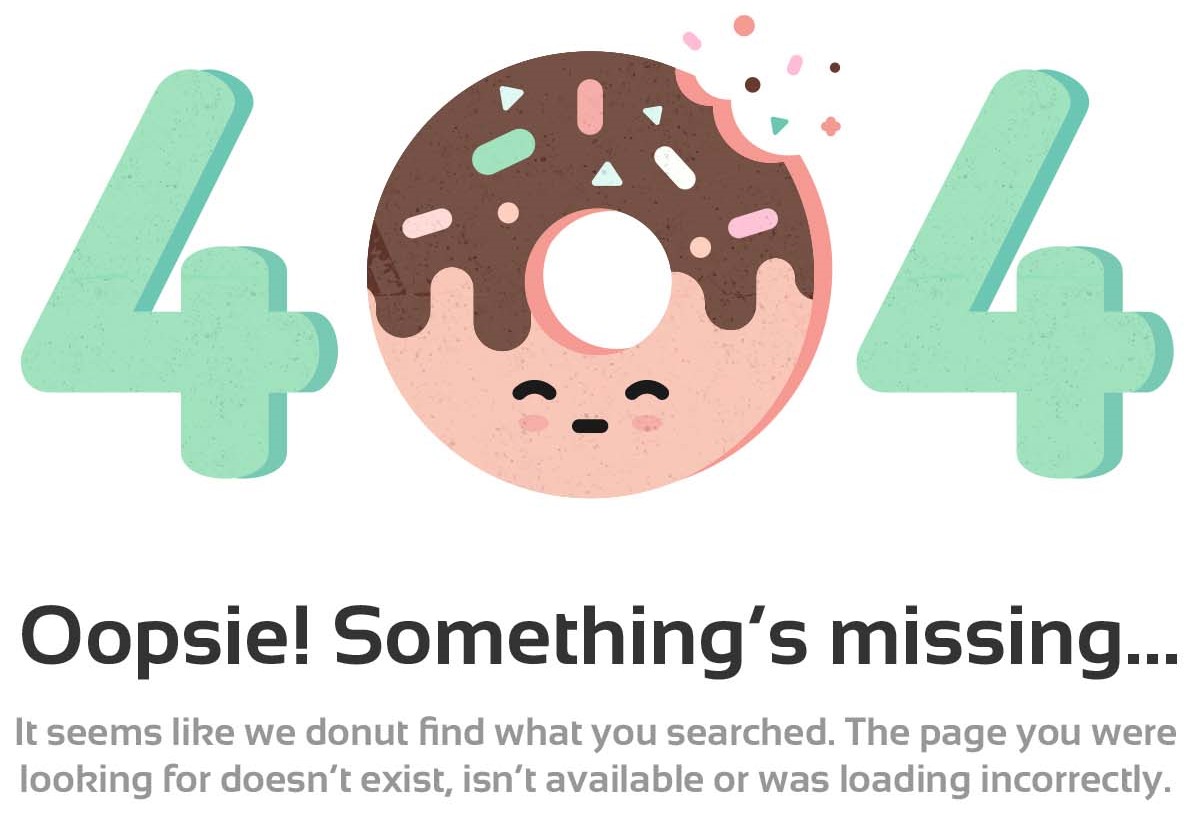 404
Oopsie! Something‘s missing...
It seems like we donut find what you searched. The page you were
looking for doesn’t exist, isn’t available or was loading incorrectly.